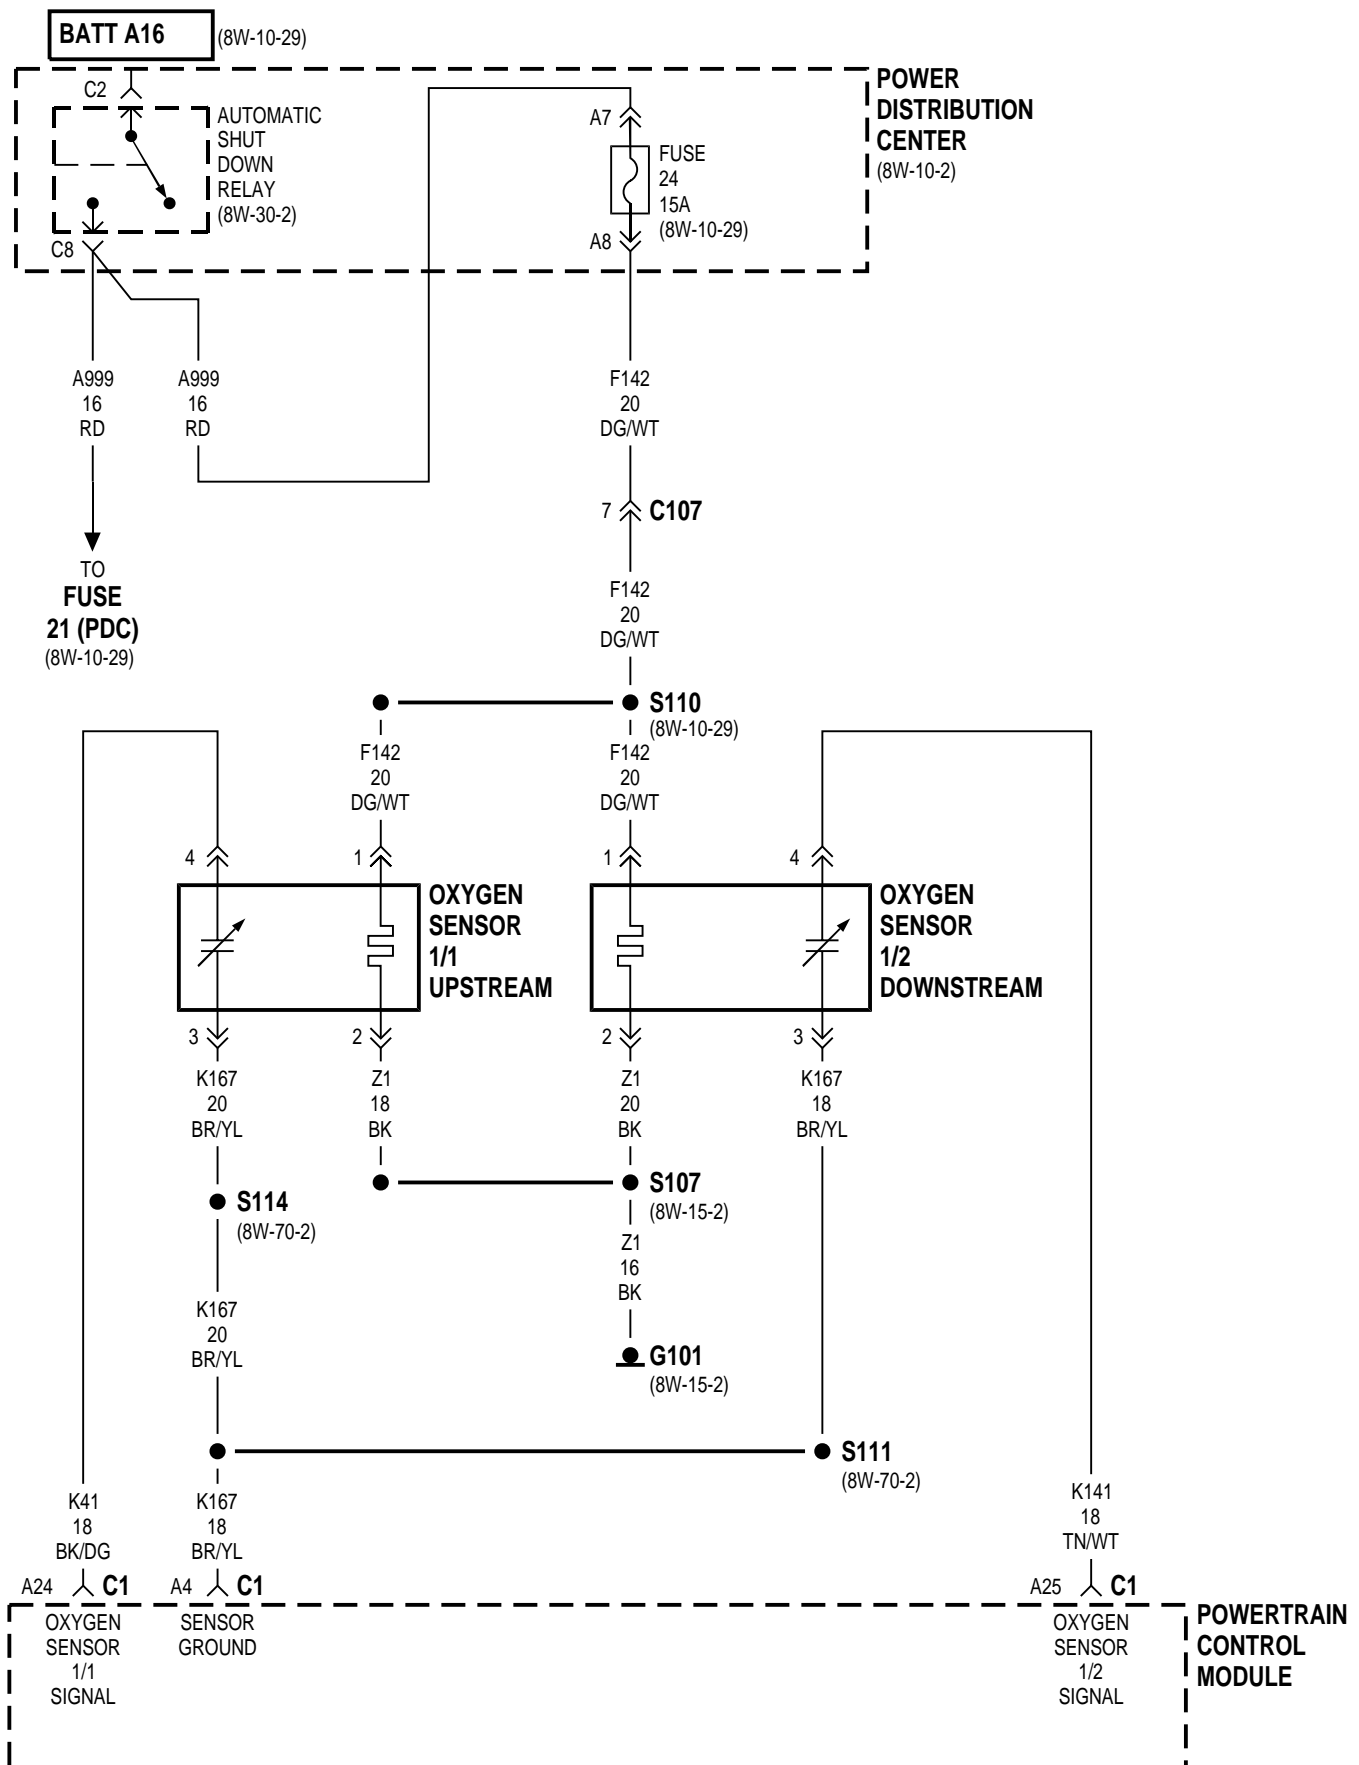 BATT A16
(8W-10-29)
POWER
DISTRIBUTION
CENTER
(8W-10-2)
C2
AUTOMATIC
SHUT
DOWN
RELAY
(8W-30-2)
C8
A7
FUSE
24
15A
(8W-10-29)
A8
A999
16
RD
A999
16
RD
F142
20
DG/WT
7
C107
TO
FUSE
21 (PDC)
(8W-10-29)
F142
20
DG/WT
S110
(8W-10-29)
F142
20
DG/WT
F142
20
DG/WT
4
1
1
4
OXYGEN
SENSOR
1/1
UPSTREAM
OXYGEN
SENSOR
1/2
DOWNSTREAM
3
2
2
3
K167
20
BR/YL
Z1
18
BK
Z1
20
BK
K167
18
BR/YL
S114
(8W-70-2)
S107
(8W-15-2)
Z1
16
BK
K167
20
BR/YL
G101
(8W-15-2)
S111
(8W-70-2)
K41
18
BK/DG
K167
18
BR/YL
K141
18
TN/WT
A24
C1
A4
C1
A25
C1
OXYGEN
SENSOR
1/1
SIGNAL
SENSOR
GROUND
OXYGEN
SENSOR
1/2
SIGNAL
POWERTRAIN
CONTROL
MODULE